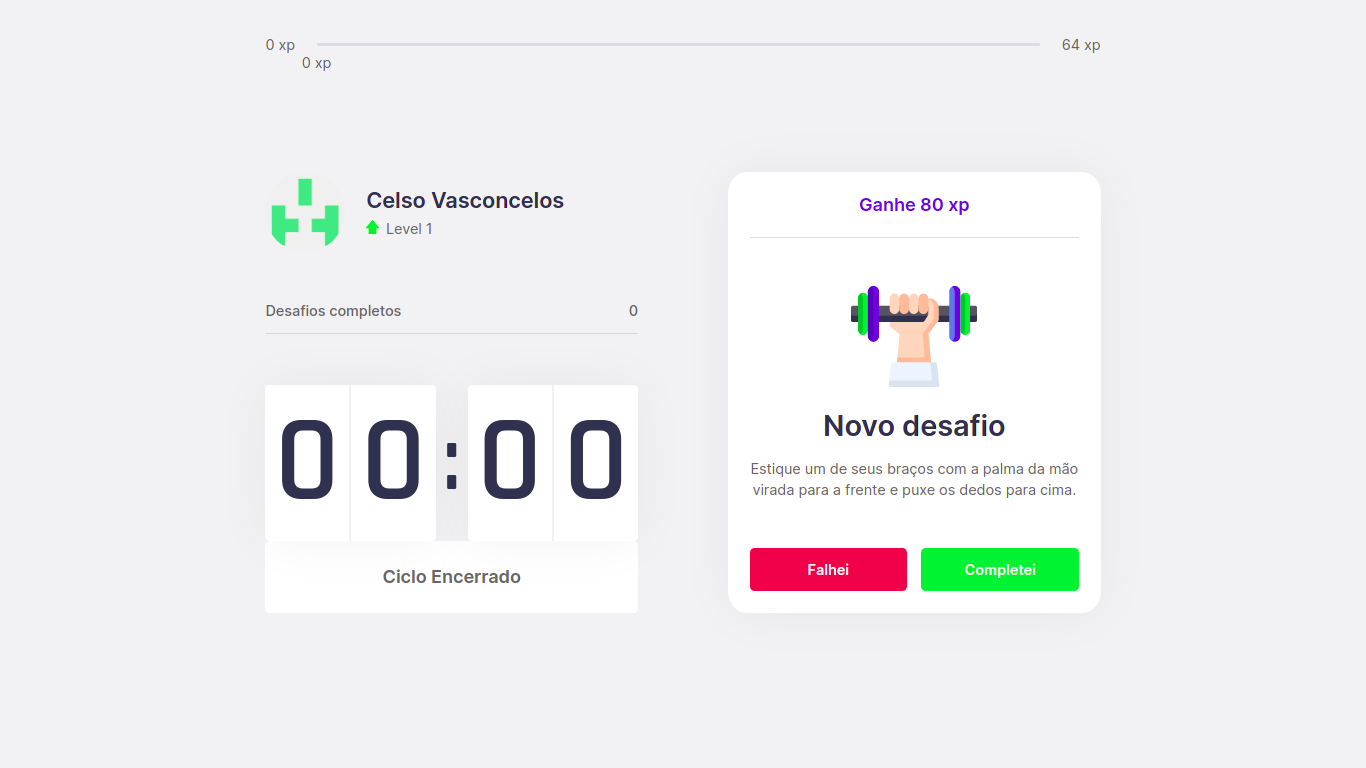 0 xp
64 xp
0 xp
Celso Vasconcelos
Level 1
Desafios completos 0
00:00
Ciclo Encerrado
Ganhe 80 xp
Novo desafio
Estique um de seus braços com a palma da mão
virada para a frente e puxe os dedos para cima.
Falhei
Completei